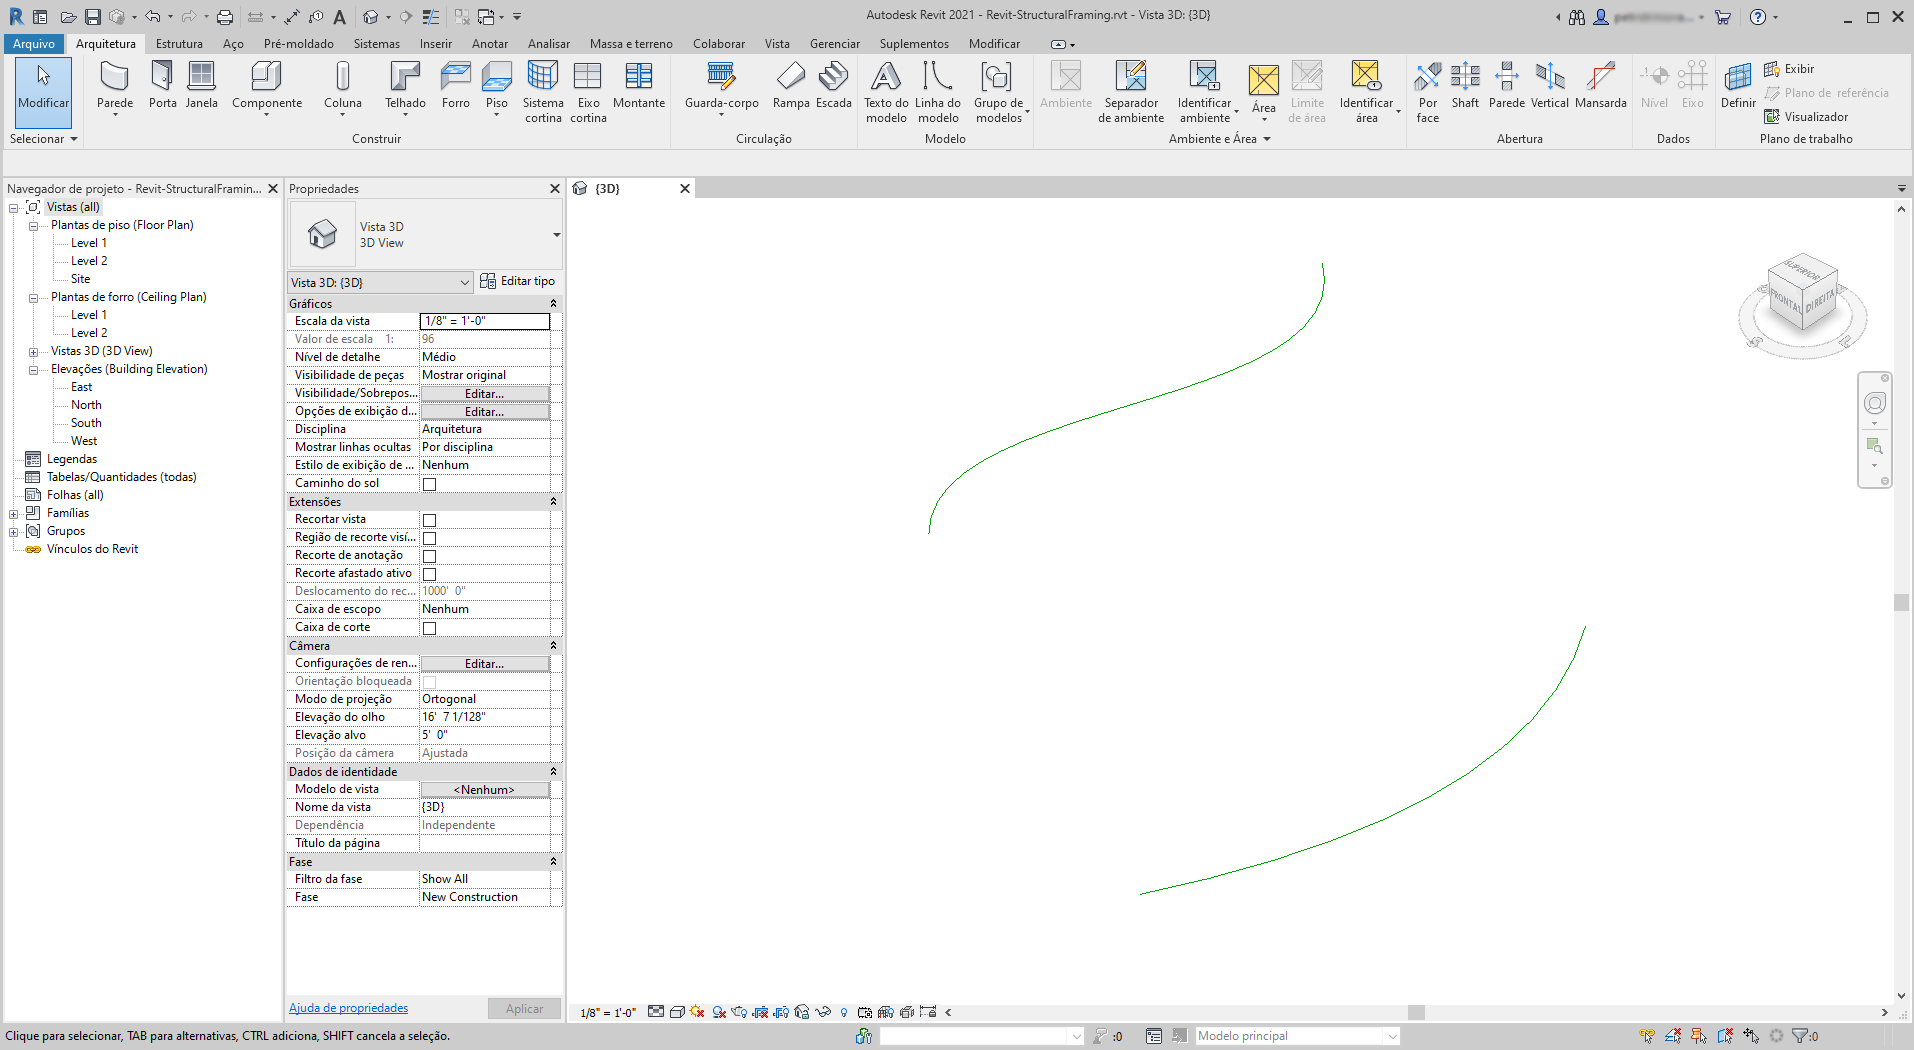 Autodesk Revit 2021 - Revit-StructuralFraming.rvt - Vista 3D: {3D}
Arquivo Arquitetura Estrutura Aço Pré-moldado Sistemas Inserir Anotar Analisar Massa e terreno Colaborar Vista Gerenciar Suplementos Modificar
Modificar Parede Porta Janela Componente Coluna Telhado Forro Piso Sistema cortina Eixo cortina Montante Guarda-corpo Rampa Escada Texto do modelo Linha do modelo Grupo de modelos Ambiente Separador de ambiente Identificar ambiente Área Limite de área Identificar área Por face Shaft Parede Vertical Mansarda Nível Eixo Definir
Exibir
Plano de referência
Visualizador
Selecionar Construir Circulação Modelo Ambiente e Área Abertura Dados Plano de trabalho
Navegador de projeto - Revit-StructuralFramin...
Vistas (all)
Plantas de piso (Floor Plan)
Level 1
Level 2
Site
Plantas de forro (Ceiling Plan)
Level 1
Level 2
Vistas 3D (3D View)
Elevações (Building Elevation)
East
North
South
West
Legendas
Tabelas/Quantidades (todas)
Folhas (all)
Famílias
Grupos
Vínculos do Revit
Propriedades
Vista 3D
3D View
Vista 3D: {3D} Editar tipo
Gráficos
Escala da vista 1/8" = 1'-0"
Valor de escala 1: 96
Nível de detalhe Médio
Visibilidade de peças Mostrar original
Visibilidade/Sobrepos... Editar...
Opções de exibição d... Editar...
Disciplina Arquitetura
Mostrar linhas ocultas Por disciplina
Estilo de exibição de ... Nenhum
Caminho do sol
Extensões
Recortar vista
Região de recorte visí...
Recorte de anotação
Recorte afastado ativo
Deslocamento do rec... 1000' 0"
Caixa de escopo Nenhum
Caixa de corte
Câmera
Configurações de ren... Editar...
Orientação bloqueada
Modo de projeção Ortogonal
Elevação do olho 16' 7 1/128"
Elevação alvo 5' 0"
Posição da câmera Ajustada
Dados de identidade
Modelo de vista <Nenhum>
Nome da vista {3D}
Dependência Independente
Título da página
Fase
Filtro da fase Show All
Fase New Construction
Ajuda de propriedades Aplicar
{3D}
SUPERIOR
FRONTAL DIREITA
1/8" = 1'-0"
Clique para selecionar, TAB para alternativas, CTRL adiciona, SHIFT cancela a seleção.
:0
Modelo principal
:0